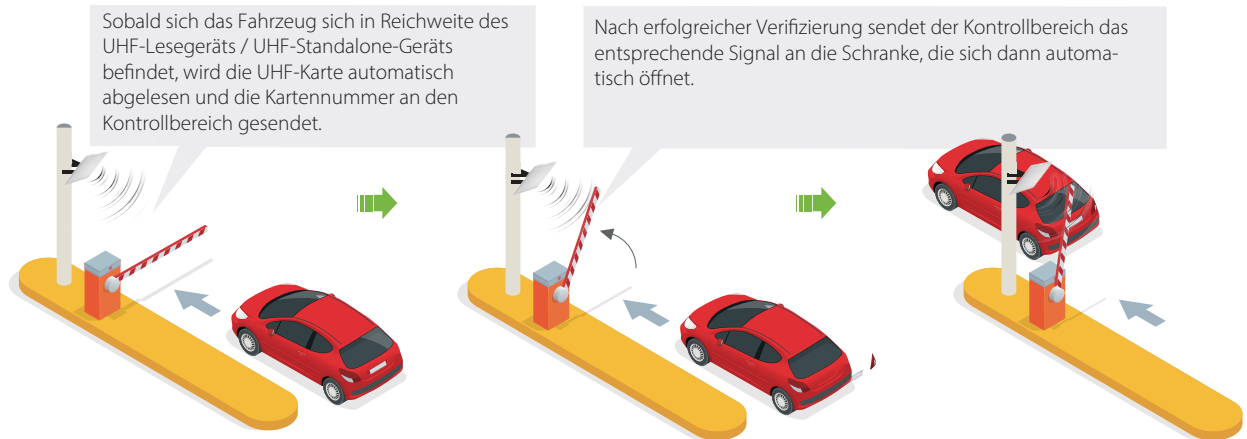 Sobald sich das Fahrzeug sich in Reichweite des
UHF-Lesegeräts / UHF-Standalone-Geräts
befindet, wird die UHF-Karte automatisch
abgelesen und die Kartennummer an den
Kontrollbereich gesendet.
Nach erfolgreicher Verifizierung sendet der Kontrollbereich das
entsprechende Signal an die Schranke, die sich dann automa-
tisch öffnet.